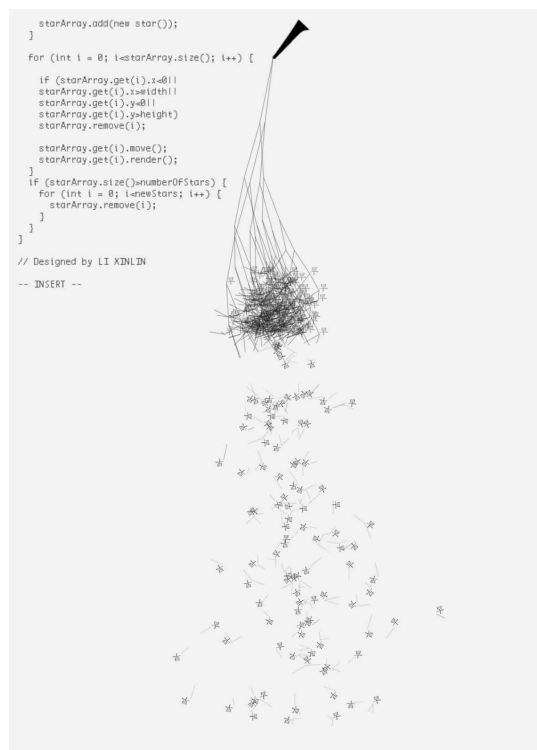 starArray.add(new star());
}
for (int i = 0; i<starArray.size(); i++) {
if (starArray.get(i).x<0||
starArray.get(i).x>width||
starArray.get(i).y<0||
starArray.get(i).y>height)
starArray.remove(i);
starArray.get(i).move();
starArray.get(i).render();
}
if (starArray.size()>numberOfStars) {
for (int i = 0; i<newStars; i++) {
starArray.remove(i);
}
}
}
// Designed by LI XINLIN
-- INSERT --